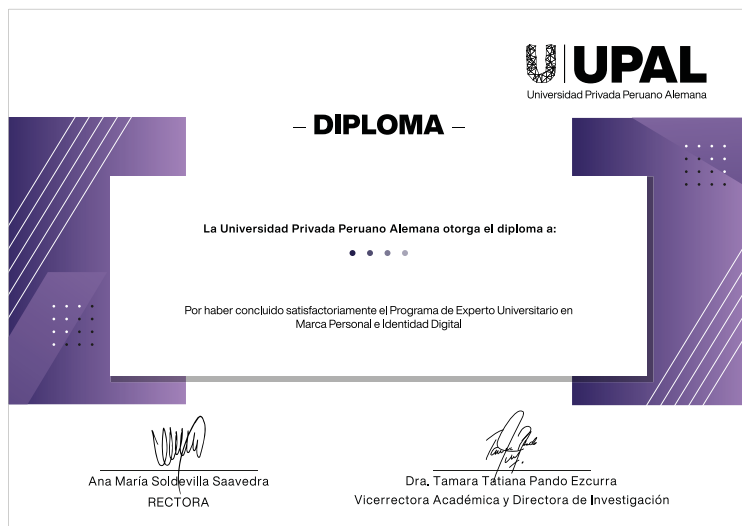 UPAL
Universidad Privada Peruano Alemana
– DIPLOMA –
La Universidad Privada Peruano Alemana otorga el diploma a:
Por haber concluido satisfactoriamente el Programa de Experto Universitario en
Marca Personal e Identidad Digital
Ana María Soldevilla Saavedra
RECTORA
Dra. Tamara Tatiana Pando Ezcurra
Vicerrectora Académica y Directora de Investigación